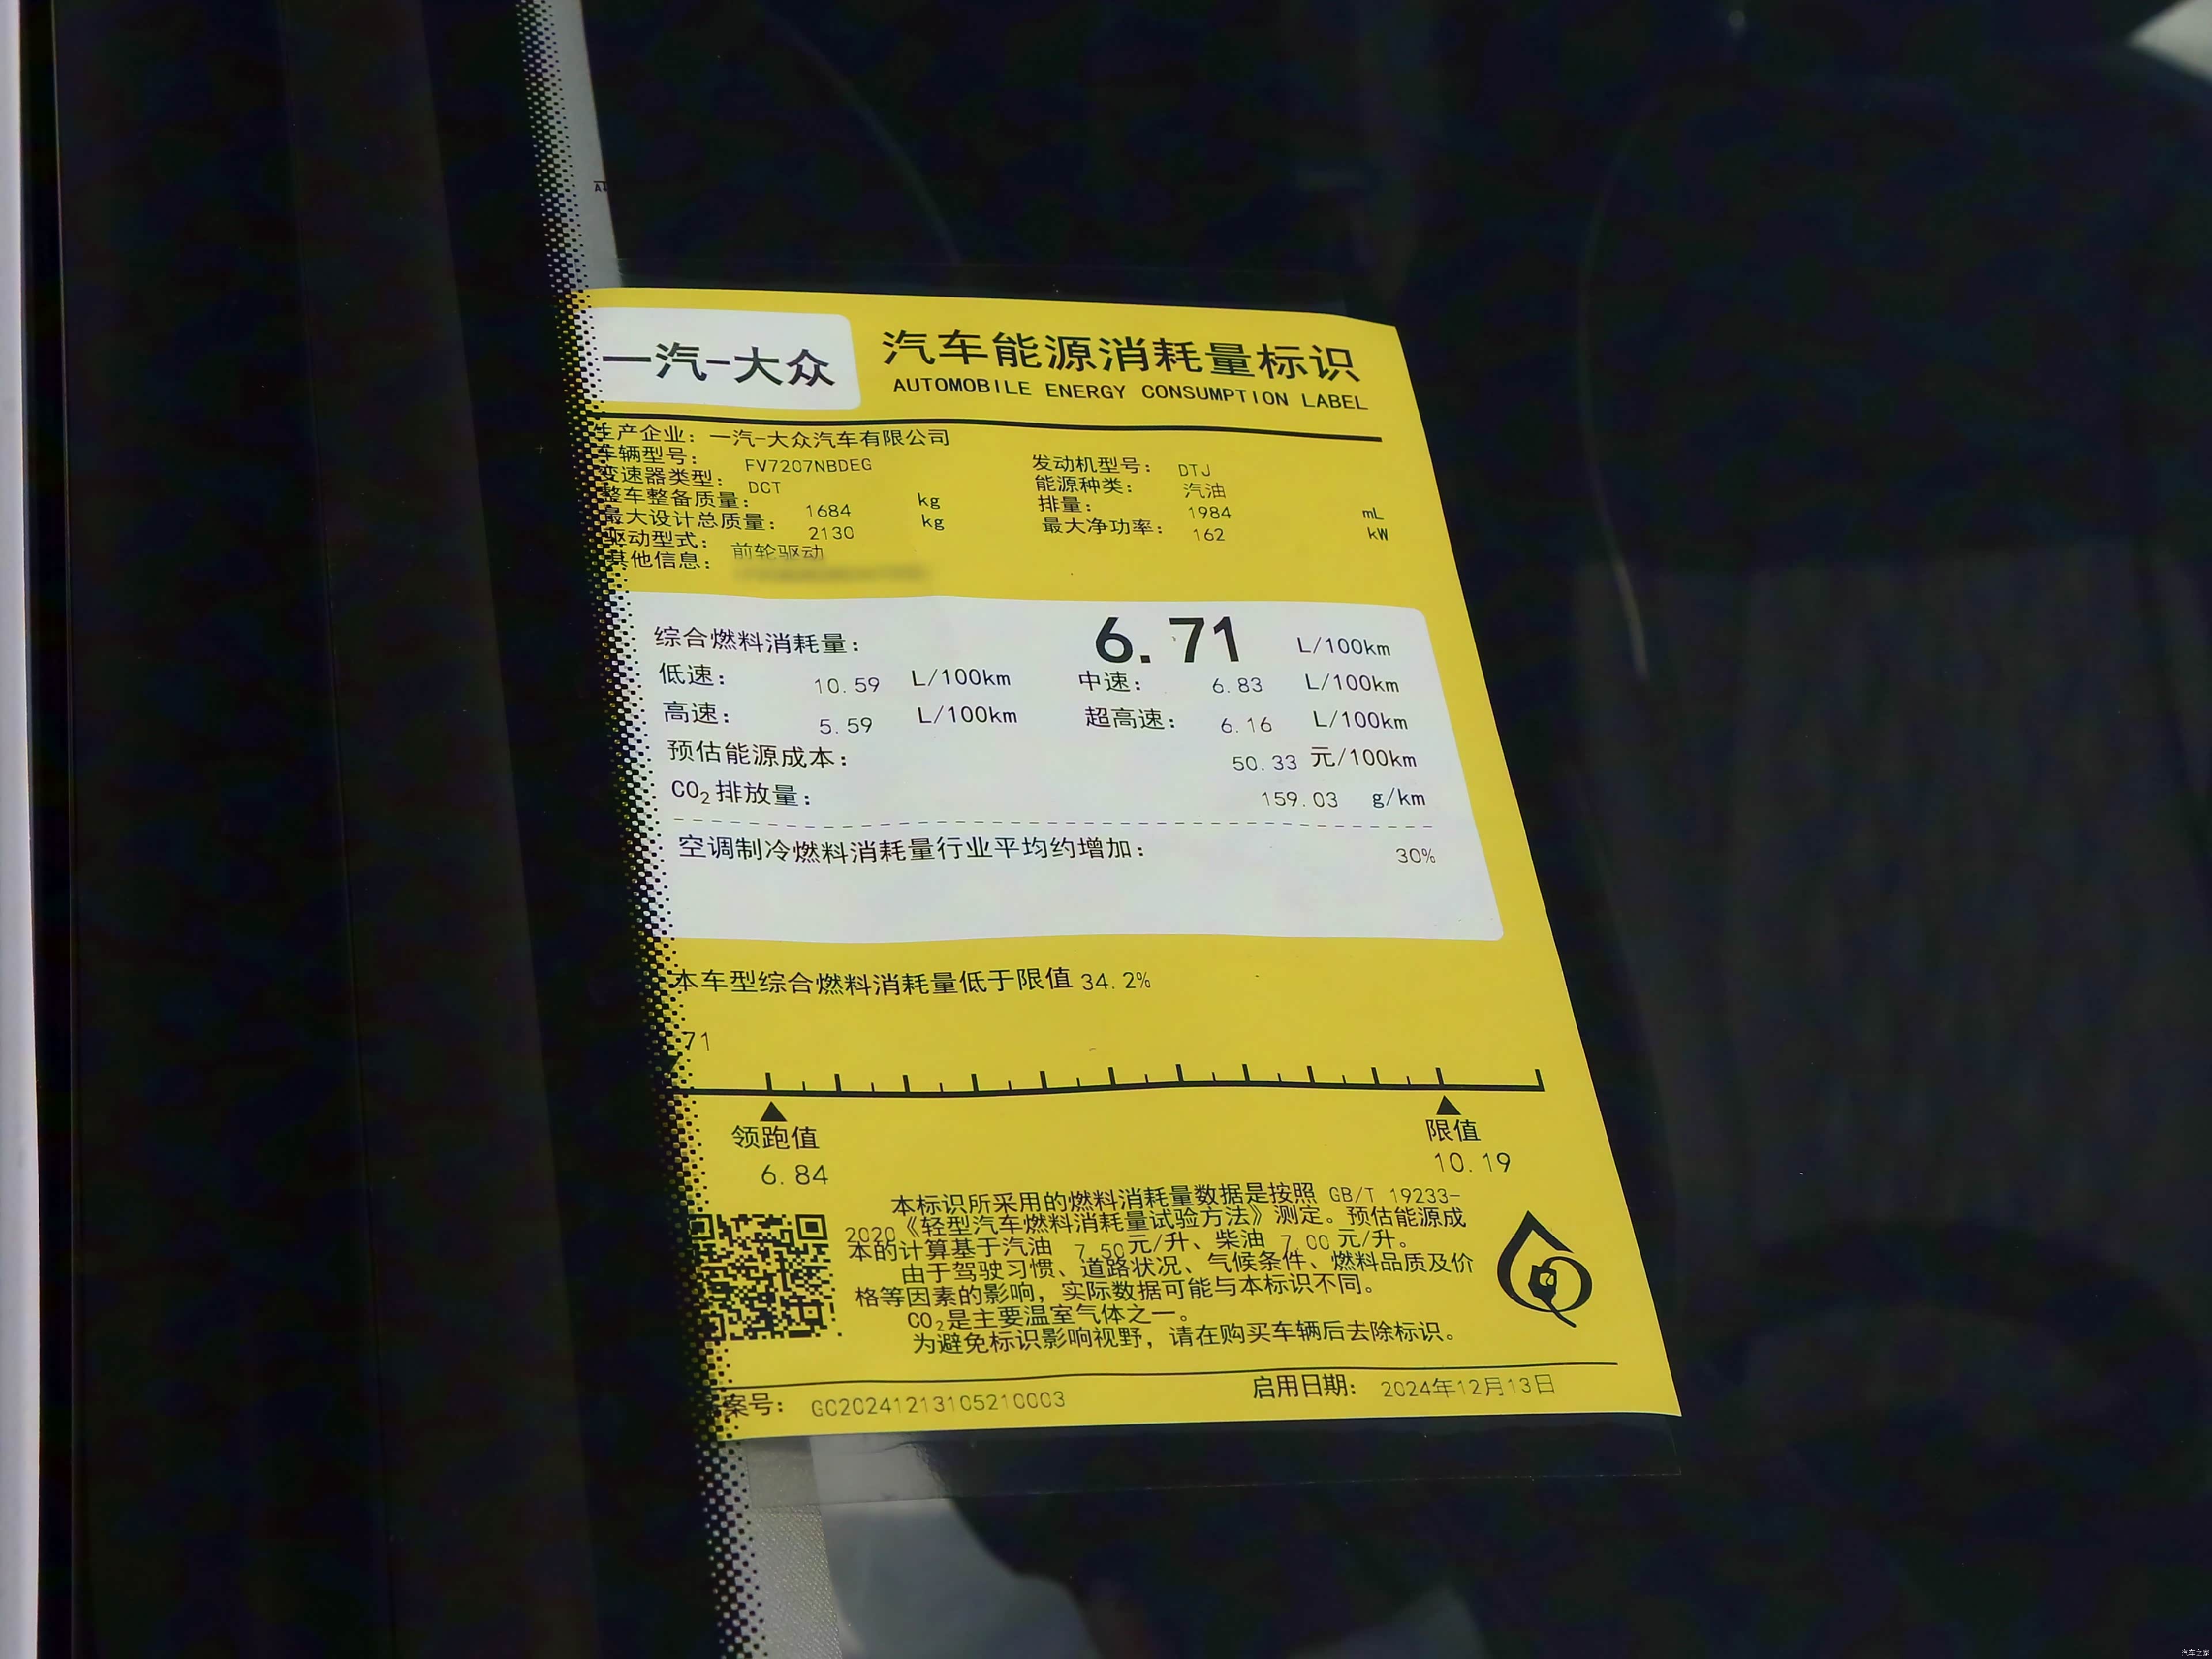 一汽-大众
汽车能源消耗量标识
AUTOMOBILE ENERGY CONSUMPTION LABEL
生产企业：一汽-大众汽车有限公司
车辆型号： FV7207NBDEG 发动机型号： DTJ
变速器类型： DCT 能源种类： 汽油
整车整备质量： 1684 kg 排量： 1984 mL
最大设计总质量： 2130 kg 最大净功率： 162 kW
驱动型式： 前轮驱动
其他信息：
综合燃料消耗量： 6.71 L/100km
低速： 10.59 L/100km 中速： 6.83 L/100km
高速： 5.59 L/100km 超高速： 6.16 L/100km
预估能源成本： 50.33 元/100km
CO₂排放量： 159.03 g/km
空调制冷燃料消耗量行业平均约增加： 30%
本车型综合燃料消耗量低于限值 34.2%
71
领跑值 限值
6.84 10.19
本标识所采用的燃料消耗量数据是按照 GB/T 19233-
2020《轻型汽车燃料消耗量试验方法》测定。预估能源成
本的计算基于汽油 7.50元/升、柴油 7.00元/升。
由于驾驶习惯、道路状况、气候条件、燃料品质及价
格等因素的影响，实际数据可能与本标识不同。
CO₂是主要温室气体之一。
为避免标识影响视野，请在购买车辆后去除标识。
案号： GC20241213105210003 启用日期： 2024年12月13日
汽车之家